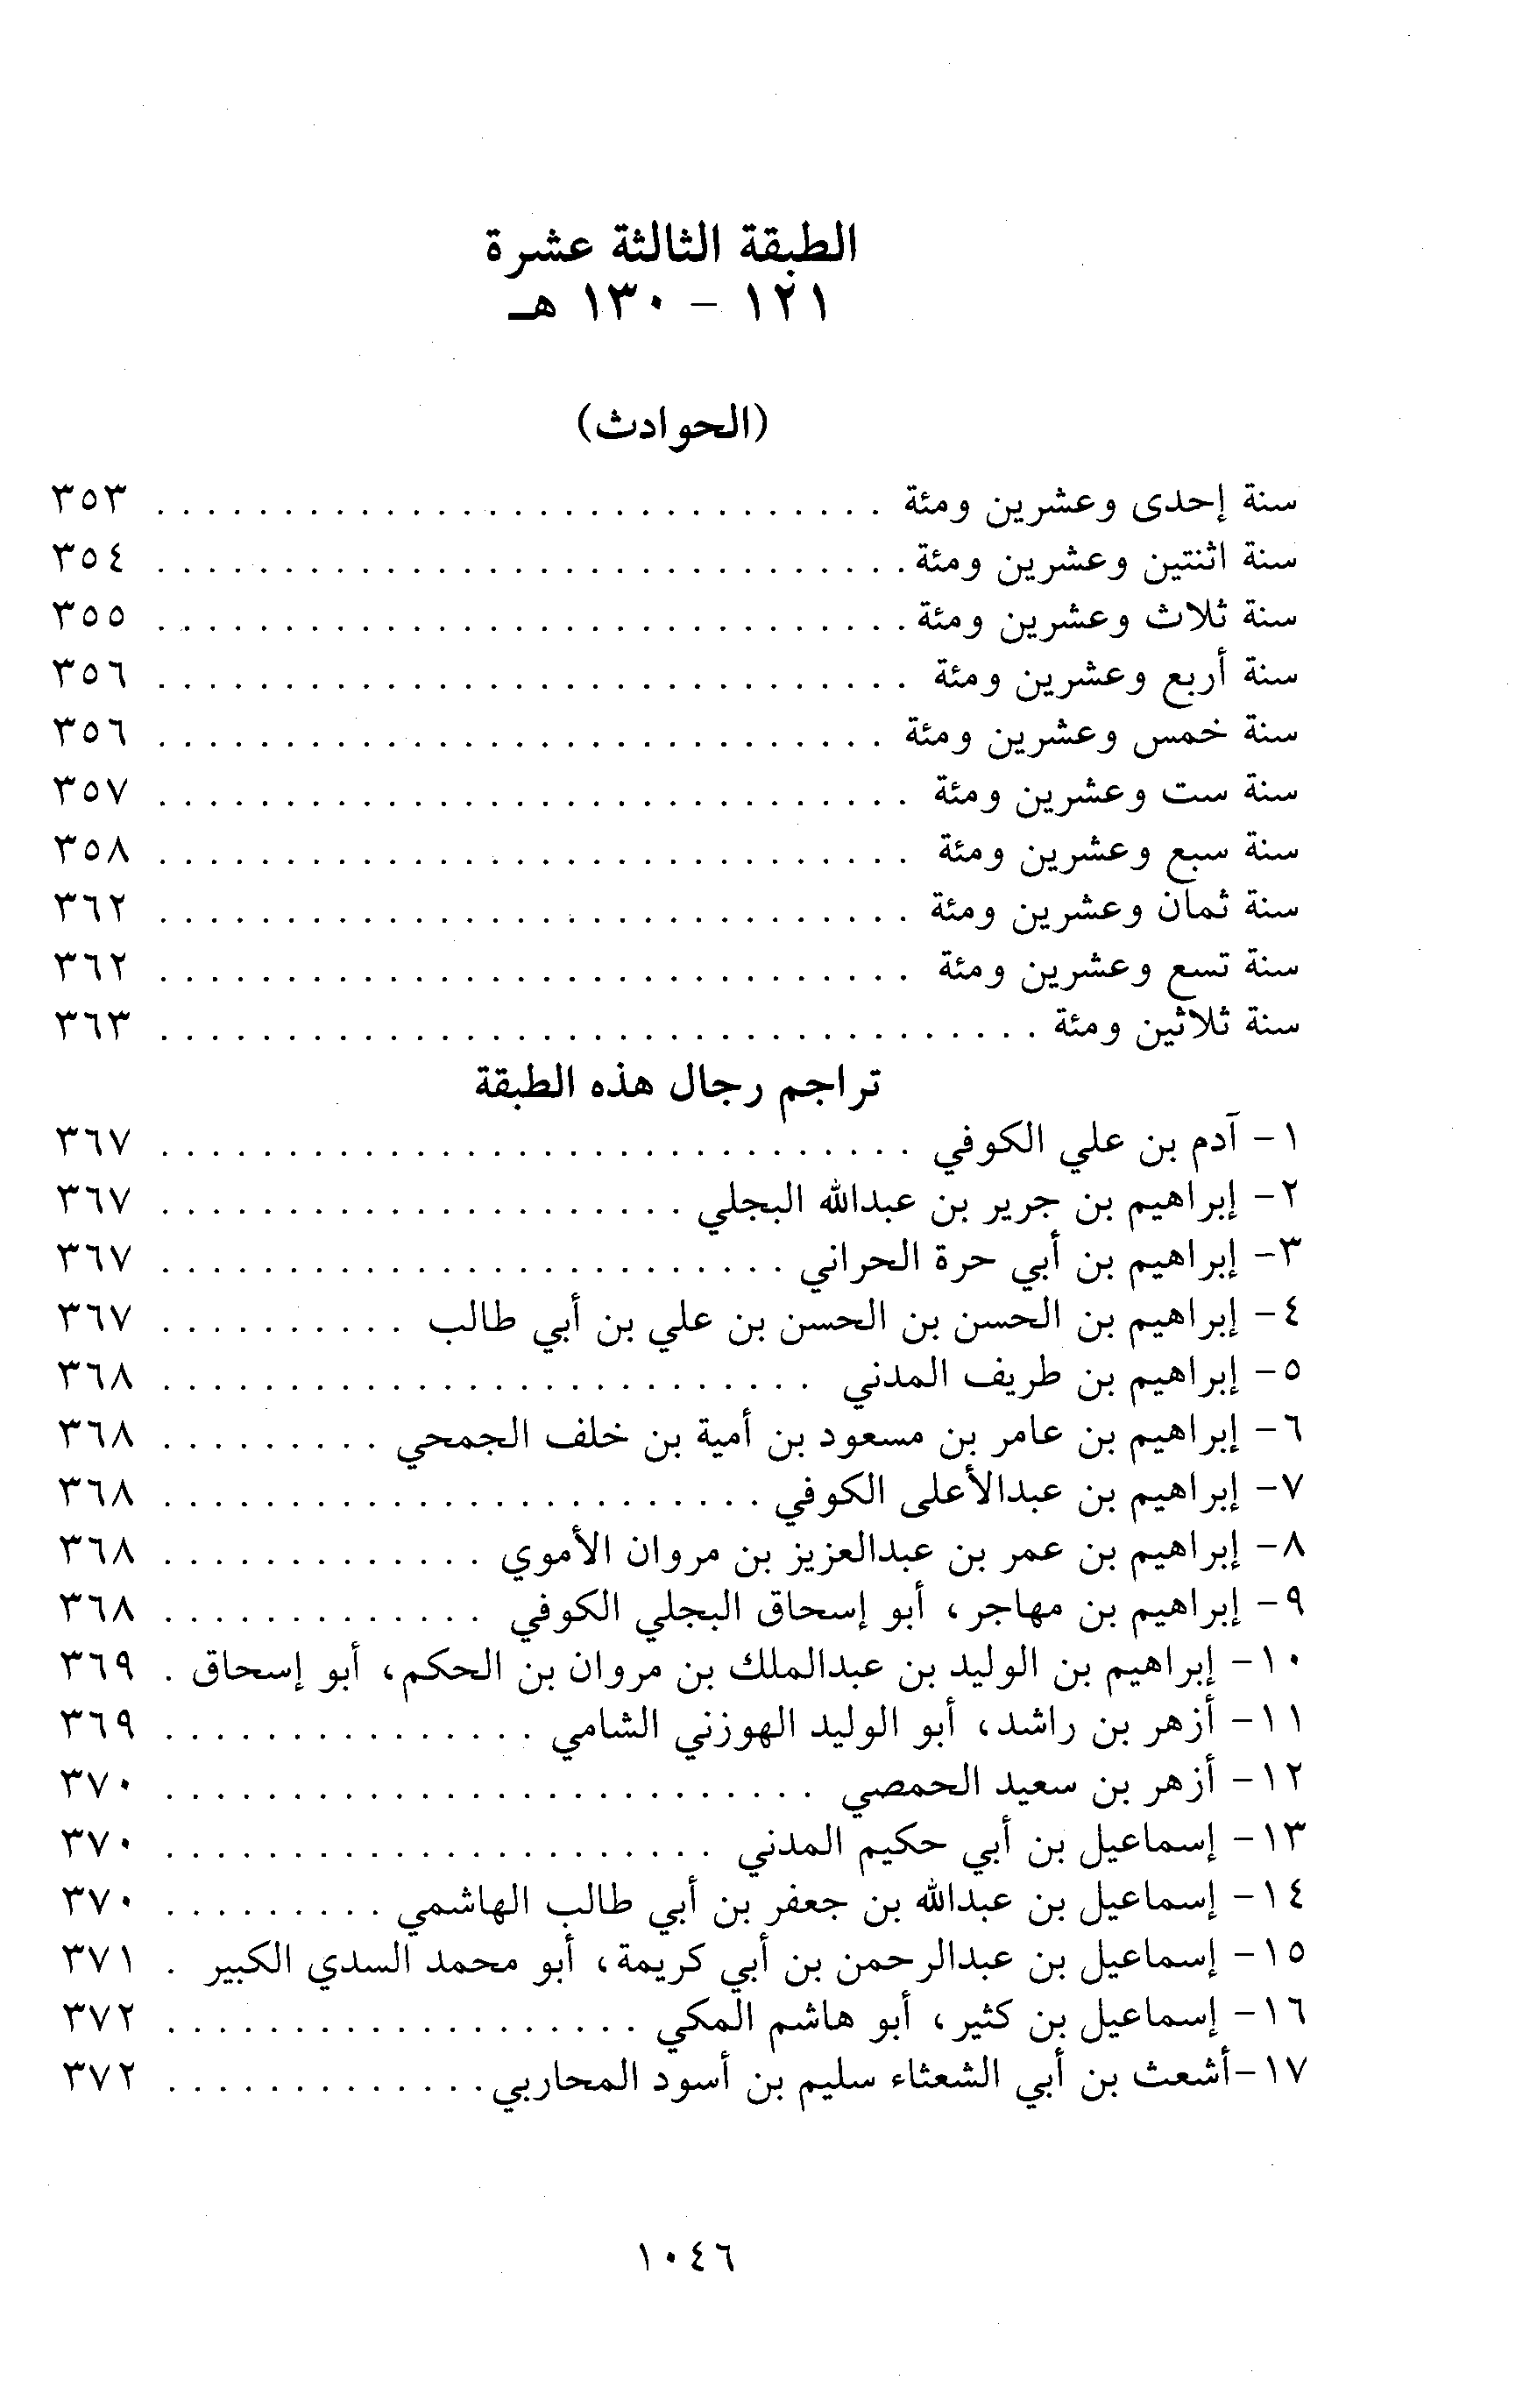 الطبقة الثالثة عشرة
١٢١ - ١٣٠ هـ
(الحوادث)
سنة إحدى وعشرين ومئة . . . . . . . . . . . . . . . . . . . . . . . . . . . . . ٣٥٣
سنة اثنتين وعشرين ومئة . . . . . . . . . . . . . . . . . . . . . . . . . . . . . . ٣٥٤
سنة ثلاث وعشرين ومئة . . . . . . . . . . . . . . . . . . . . . . . . . . . . . . ٣٥٥
سنة أربع وعشرين ومئة . . . . . . . . . . . . . . . . . . . . . . . . . . . . . . ٣٥٦
سنة خمس وعشرين ومئة . . . . . . . . . . . . . . . . . . . . . . . . . . . . . ٣٥٦
سنة ست وعشرين ومئة . . . . . . . . . . . . . . . . . . . . . . . . . . . . . . ٣٥٧
سنة سبع وعشرين ومئة . . . . . . . . . . . . . . . . . . . . . . . . . . . . . . ٣٥٨
سنة ثمان وعشرين ومئة . . . . . . . . . . . . . . . . . . . . . . . . . . . . . . ٣٦٢
سنة تسع وعشرين ومئة . . . . . . . . . . . . . . . . . . . . . . . . . . . . . . ٣٦٢
سنة ثلاثين ومئة . . . . . . . . . . . . . . . . . . . . . . . . . . . . . . . . . . . ٣٦٣
تراجم رجال هذه الطبقة
١- آدم بن علي الكوفي . . . . . . . . . . . . . . . . . . . . . . . . . . . . . . ٣٦٧
٢- إبراهيم بن جرير بن عبدالله البجلي . . . . . . . . . . . . . . . . . . . . . ٣٦٧
٣- إبراهيم بن أبي حرة الحراني . . . . . . . . . . . . . . . . . . . . . . . . . ٣٦٧
٤- إبراهيم بن الحسن بن الحسن بن علي بن أبي طالب . . . . . . . . . . ٣٦٧
٥- إبراهيم بن طريف المدني . . . . . . . . . . . . . . . . . . . . . . . . . . ٣٦٨
٦- إبراهيم بن عامر بن مسعود بن أمية بن خلف الجمحي . . . . . . . . . ٣٦٨
٧- إبراهيم بن عبدالأعلى الكوفي . . . . . . . . . . . . . . . . . . . . . . . . ٣٦٨
٨- إبراهيم بن عمر بن عبدالعزيز بن مروان الأموي . . . . . . . . . . . . . ٣٦٨
٩- إبراهيم بن مهاجر، أبو إسحاق البجلي الكوفي . . . . . . . . . . . . . ٣٦٨
١٠- إبراهيم بن الوليد بن عبدالملك بن مروان بن الحكم، أبو إسحاق . ٣٦٩
١١- أزهر بن راشد، أبو الوليد الهوزني الشامي . . . . . . . . . . . . . . . ٣٦٩
١٢- أزهر بن سعيد الحمصي . . . . . . . . . . . . . . . . . . . . . . . . . . ٣٧٠
١٣- إسماعيل بن أبي حكيم المدني . . . . . . . . . . . . . . . . . . . . . . ٣٧٠
١٤- إسماعيل بن عبدالله بن جعفر بن أبي طالب الهاشمي . . . . . . . . . ٣٧٠
١٥- إسماعيل بن عبدالرحمن بن أبي كريمة، أبو محمد السدي الكبير . ٣٧١
١٦- إسماعيل بن كثير، أبو هاشم المكي . . . . . . . . . . . . . . . . . . . ٣٧٢
١٧-أشعث بن أبي الشعثاء سليم بن أسود المحاربي. . . . . . . . . . . . . ٣٧٢
١٠٤٦